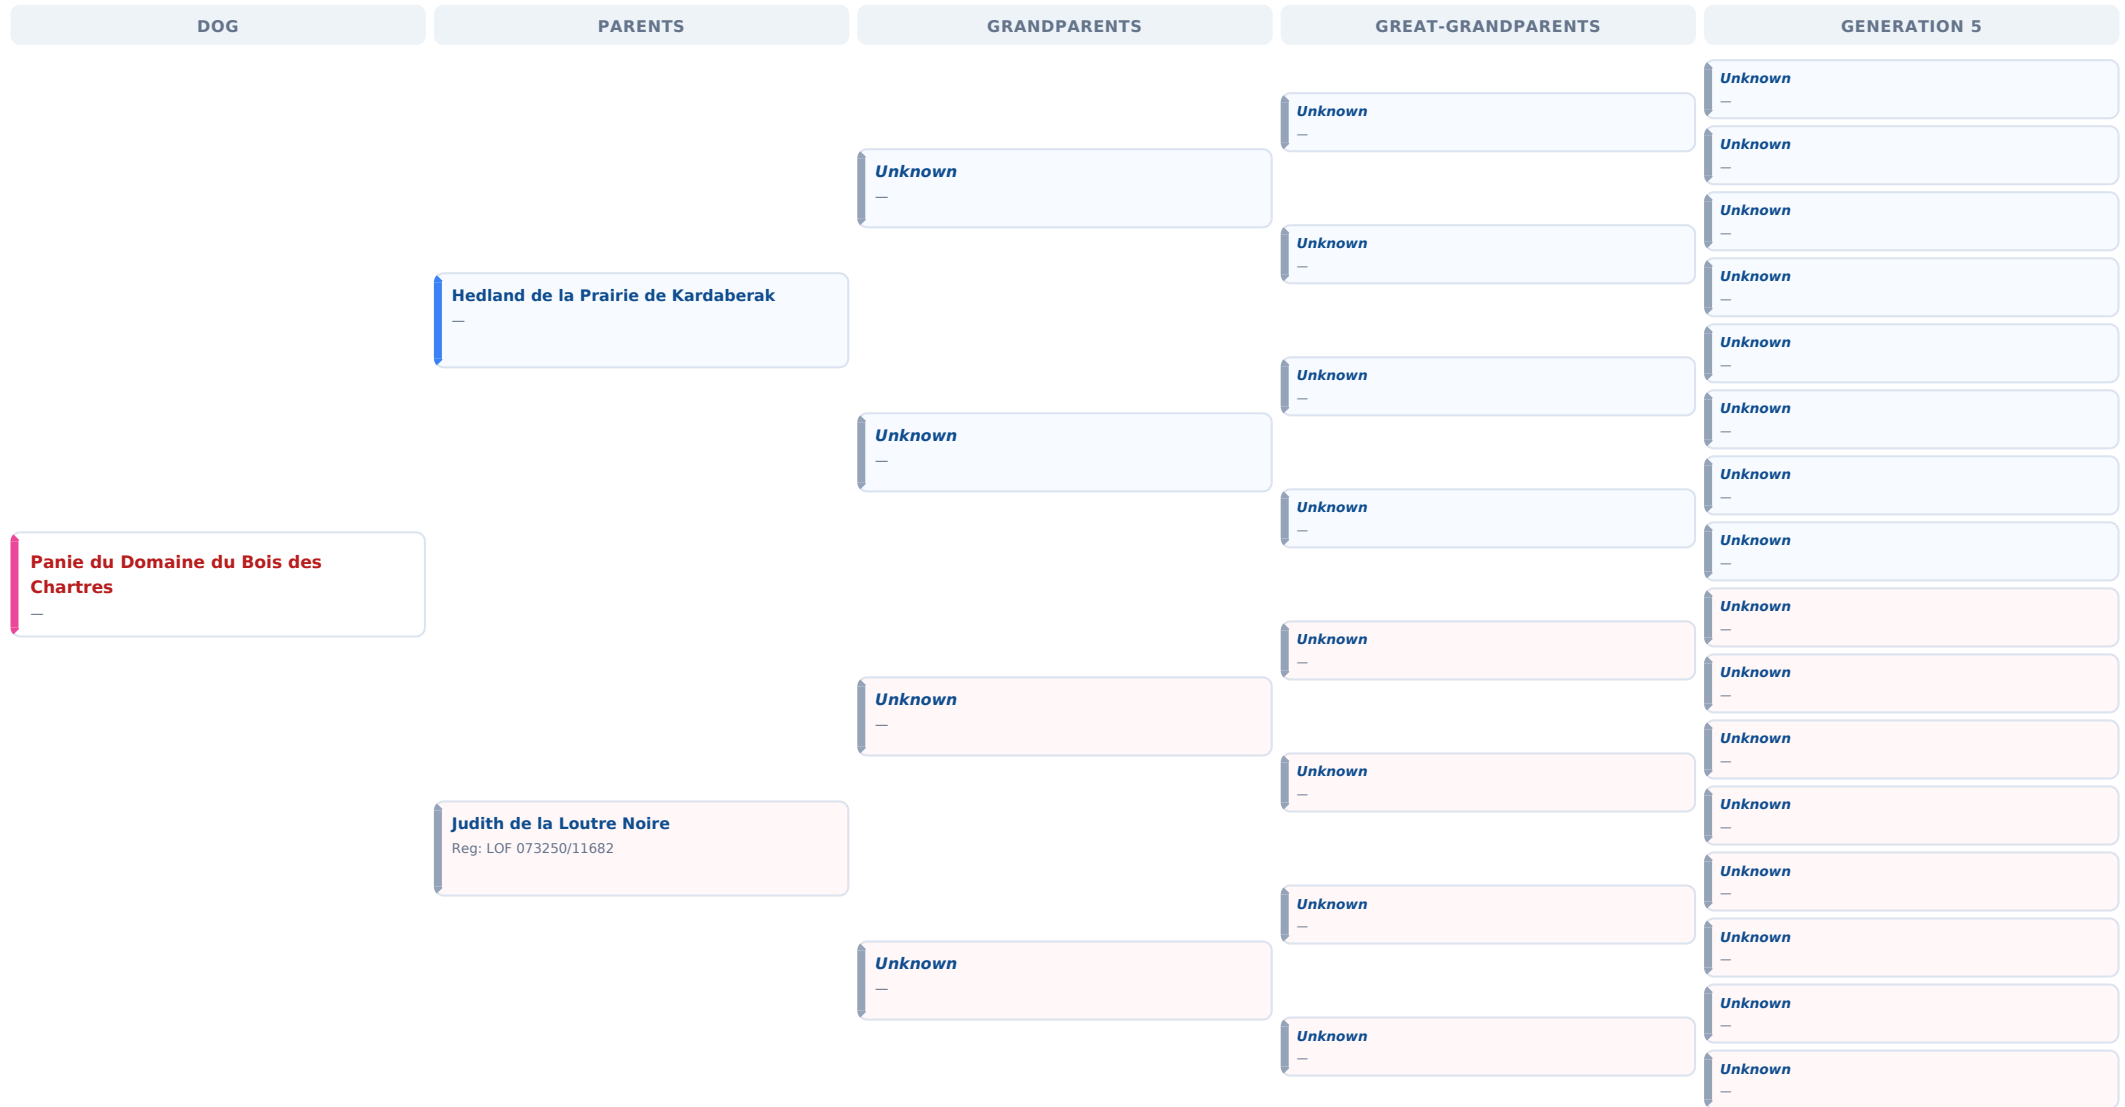 DOG
PARENTS
GRANDPARENTS
GREAT-GRANDPARENTS
GENERATION 5
Panie du Domaine du Bois des
Chartres
—
Hedland de la Prairie de Kardaberak
—
Judith de la Loutre Noire
Reg: LOF 073250/11682
Unknown
—
Unknown
—
Unknown
—
Unknown
—
Unknown
—
Unknown
—
Unknown
—
Unknown
—
Unknown
—
Unknown
—
Unknown
—
Unknown
—
Unknown
—
Unknown
—
Unknown
—
Unknown
—
Unknown
—
Unknown
—
Unknown
—
Unknown
—
Unknown
—
Unknown
—
Unknown
—
Unknown
—
Unknown
—
Unknown
—
Unknown
—
Unknown
—